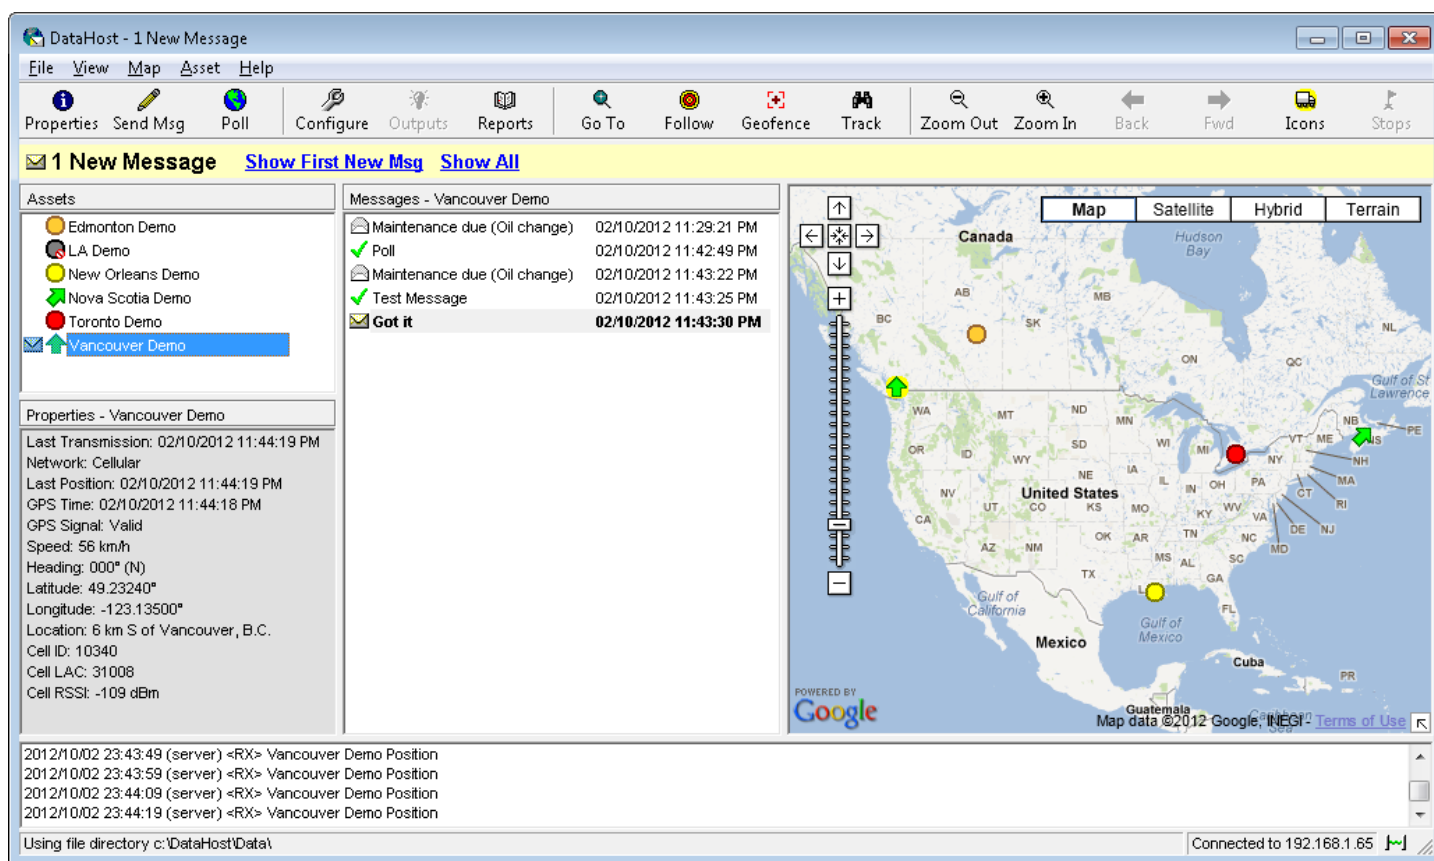 DataHost - 1 New Message
File View Map Asset Help
Properties Send Msg Poll Configure Outputs Reports Go To Follow Geofence Track Zoom Out Zoom In Back Fwd Icons Stops
1 New Message Show First New Msg Show All
Assets
Edmonton Demo
LA Demo
New Orleans Demo
Nova Scotia Demo
Toronto Demo
Vancouver Demo
Properties - Vancouver Demo
Last Transmission: 02/10/2012 11:44:19 PM
Network: Cellular
Last Position: 02/10/2012 11:44:19 PM
GPS Time: 02/10/2012 11:44:18 PM
GPS Signal: Valid
Speed: 56 km/h
Heading: 000° (N)
Latitude: 49.23240°
Longitude: -123.13500°
Location: 6 km S of Vancouver, B.C.
Cell ID: 10340
Cell LAC: 31008
Cell RSSI: -109 dBm
Messages - Vancouver Demo
Maintenance due (Oil change) 02/10/2012 11:29:21 PM
Poll 02/10/2012 11:42:49 PM
Maintenance due (Oil change) 02/10/2012 11:43:22 PM
Test Message 02/10/2012 11:43:25 PM
Got it 02/10/2012 11:43:30 PM
Map Satellite Hybrid Terrain
Canada
Hudson
Bay
AB
MB
BC
SK
NL
ON
QC
Gulf of St
Lawrence
WA
MT
ND
MN
NB
PE
OR
ID
WY
SD
WI
MI
VT
ME
NS
NY
NH
NE
IA
NV
UT
United States
CO
KS
MO
IL
IN
OH
PA
CT
MA
RI
CA
KY
WV
VA
DE
NJ
AZ
NM
OK
AR
TN
NC
MD
MS
AL
SC
TX
GA
Gulf of
California
FL
Gulf of
Mexico
Mexico
Cuba
PR
Guatemala
POWERED BY
Google
Map data ©2012 Google, INEGI - Terms of Use
2012/10/02 23:43:49 (server) <RX> Vancouver Demo Position
2012/10/02 23:43:59 (server) <RX> Vancouver Demo Position
2012/10/02 23:44:09 (server) <RX> Vancouver Demo Position
2012/10/02 23:44:19 (server) <RX> Vancouver Demo Position
Using file directory c:\DataHost\Data\
Connected to 192.168.1.65